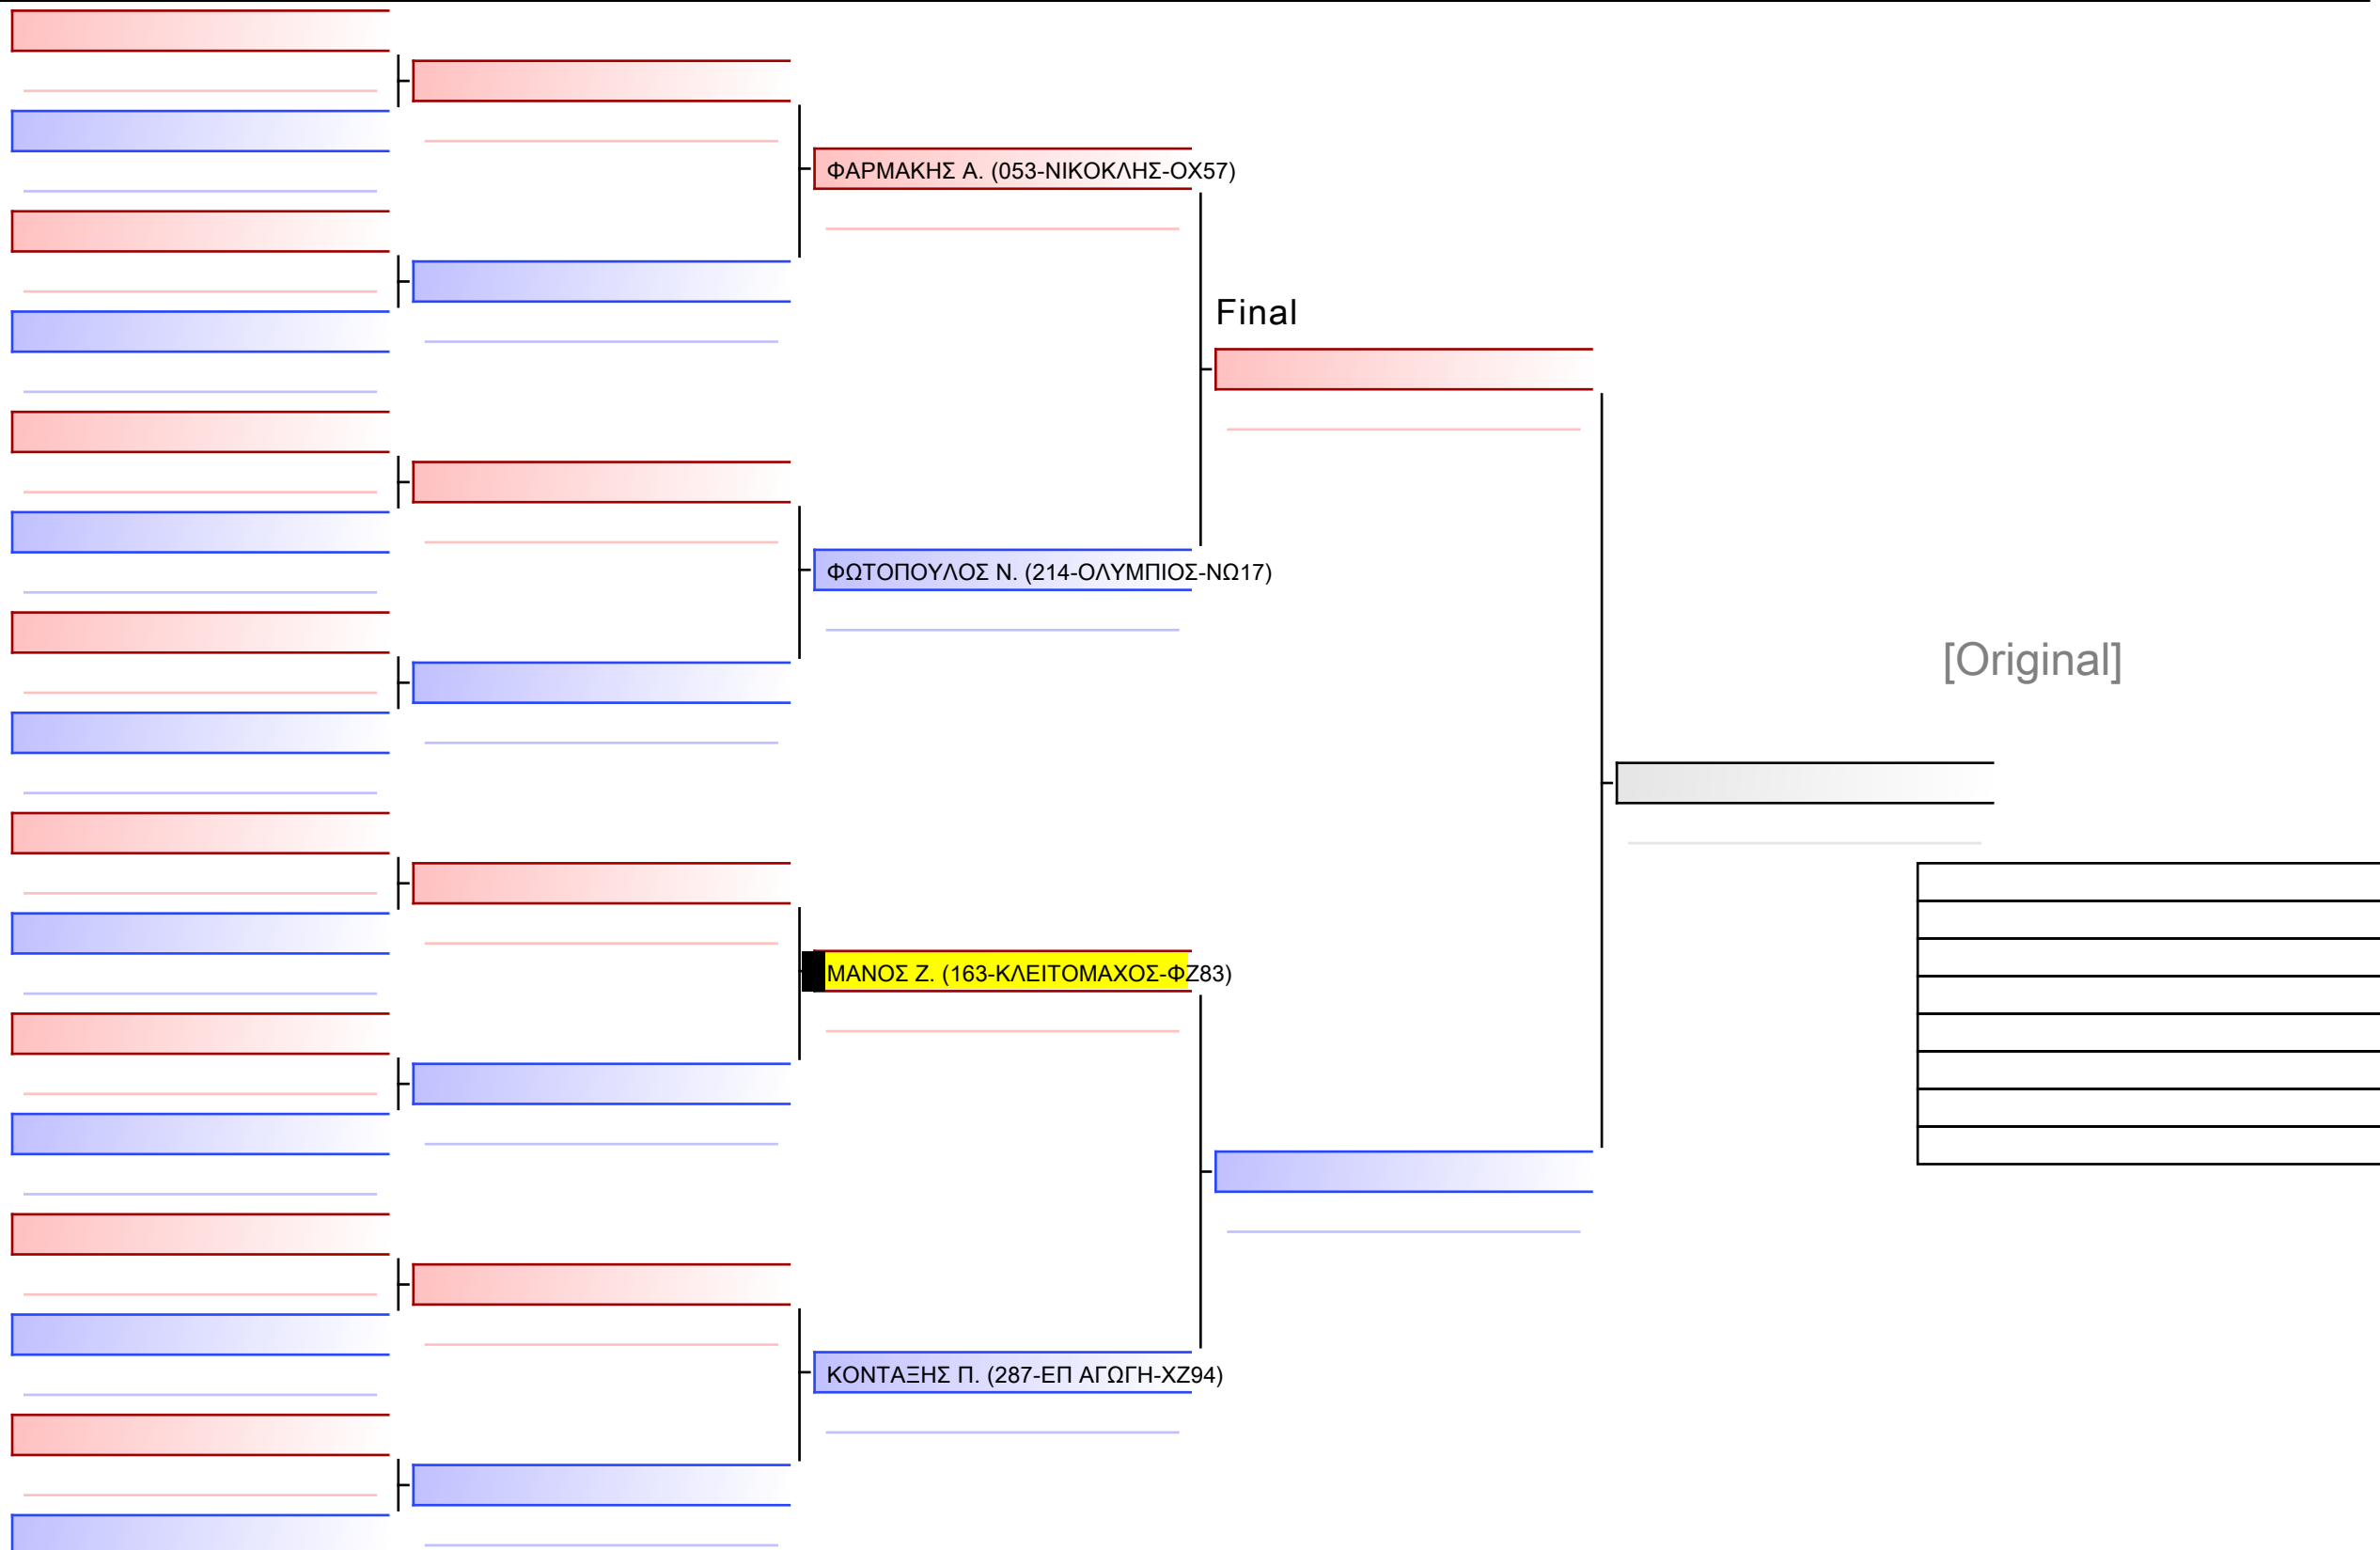 ΦΑΡΜΑΚΗΣ Α. (053-ΝΙΚΟΚΛΗΣ-ΟΧ57)
Final
ΦΩΤΟΠΟΥΛΟΣ Ν. (214-ΟΛΥΜΠΙΟΣ-ΝΩ17)
[Original]
ΜΑΝΟΣ Ζ. (163-ΚΛΕΙΤΟΜΑΧΟΣ-ΦΖ83)
ΚΟΝΤΑΞΗΣ Π. (287-ΕΠ ΑΓΩΓΗ-ΧΖ94)